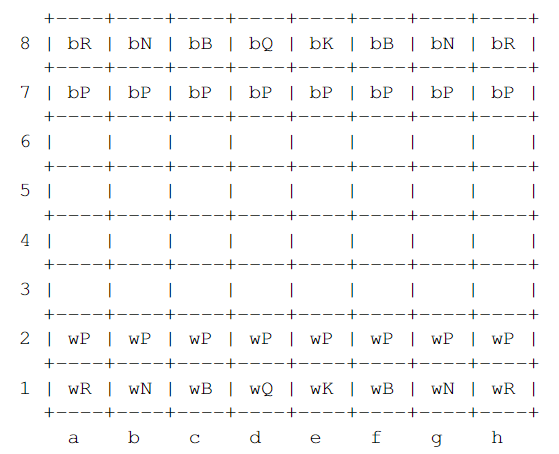 +----+----+----+----+----+----+----+----+
8 | bR | bN | bB | bQ | bK | bB | bN | bR |
+----+----+----+----+----+----+----+----+
7 | bP | bP | bP | bP | bP | bP | bP | bP |
+----+----+----+----+----+----+----+----+
6 |    |    |    |    |    |    |    |    |
+----+----+----+----+----+----+----+----+
5 |    |    |    |    |    |    |    |    |
+----+----+----+----+----+----+----+----+
4 |    |    |    |    |    |    |    |    |
+----+----+----+----+----+----+----+----+
3 |    |    |    |    |    |    |    |    |
+----+----+----+----+----+----+----+----+
2 | wP | wP | wP | wP | wP | wP | wP | wP |
+----+----+----+----+----+----+----+----+
1 | wR | wN | wB | wQ | wK | wB | wN | wR |
+----+----+----+----+----+----+----+----+
a b c d e f g h